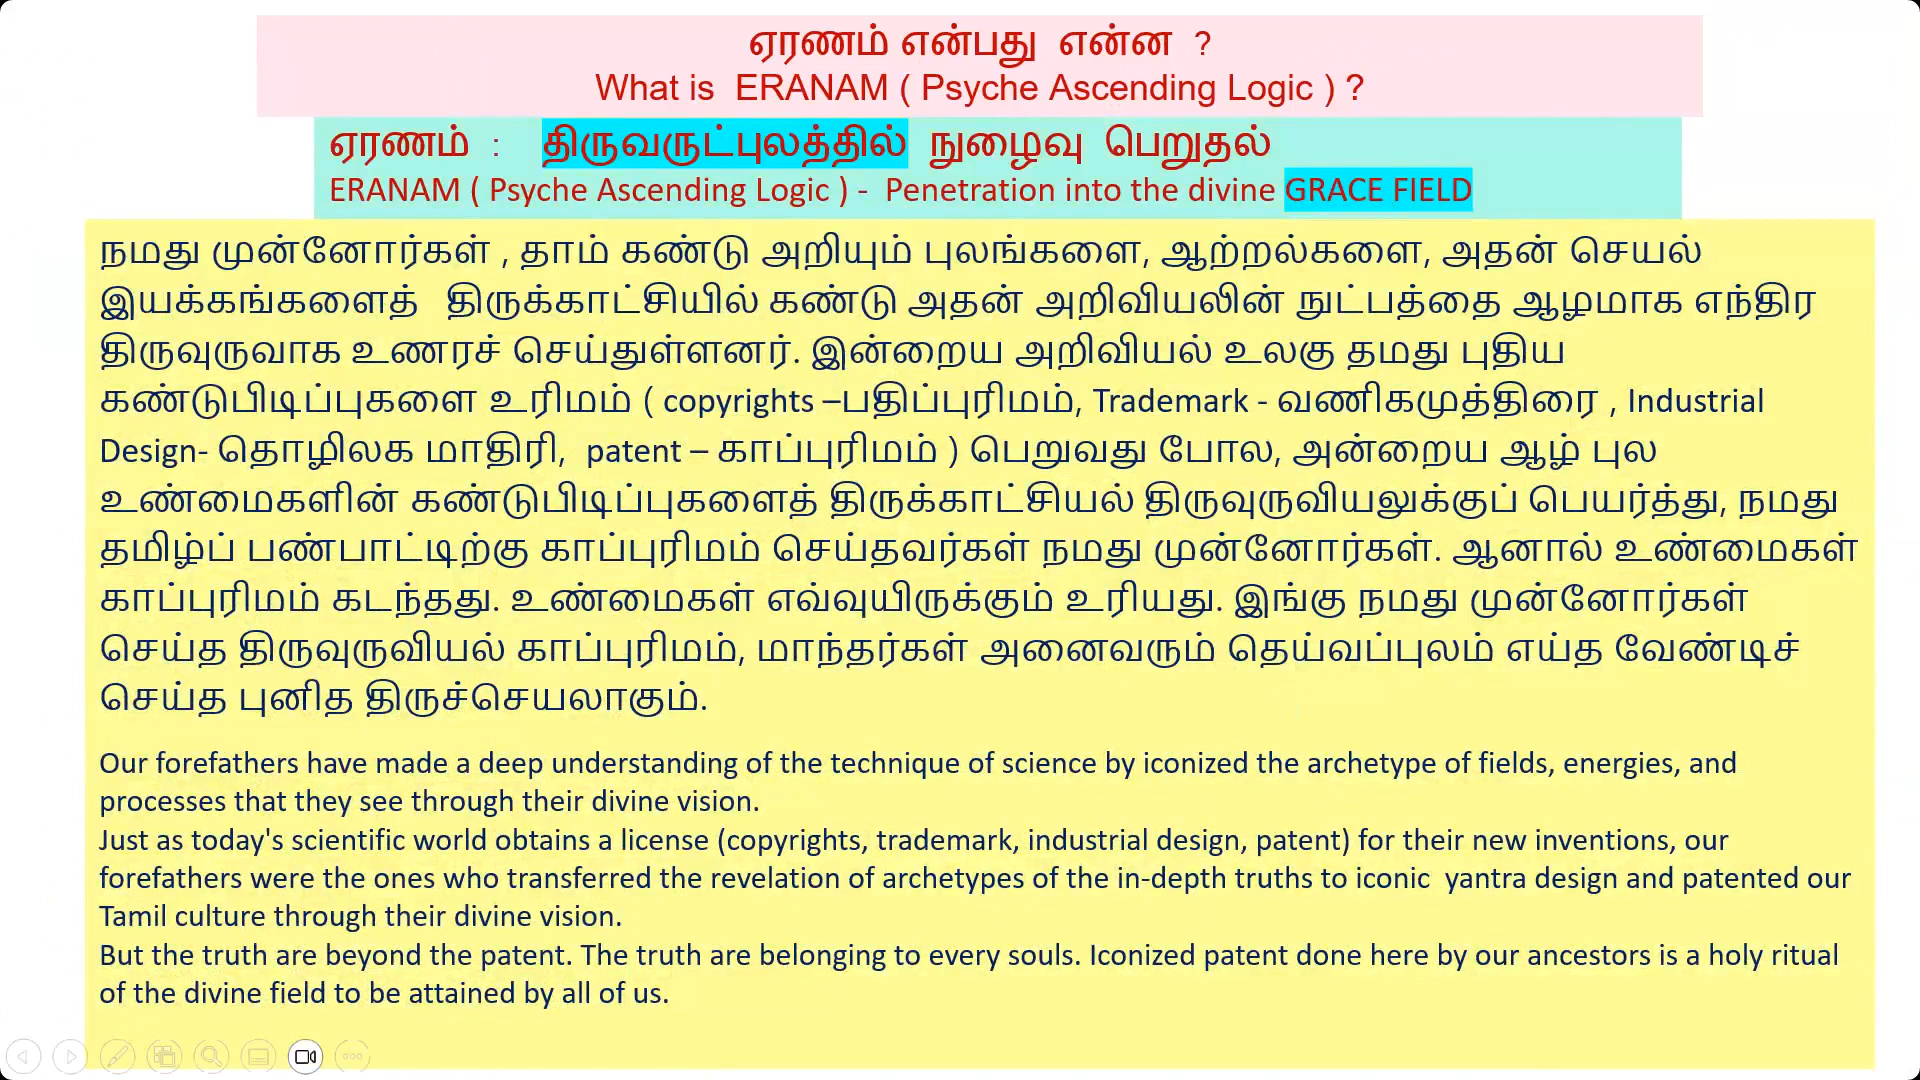 ஏரணம் என்பது என்ன ?
What is ERANAM ( Psyche Ascending Logic ) ?
ஏரணம் : திருவருட்புலத்தில் நுழைவு பெறுதல்
ERANAM ( Psyche Ascending Logic ) - Penetration into the divine GRACE FIELD
நமது முன்னோர்கள் , தாம் கண்டு அறியும் புலங்களை, ஆற்றல்களை, அதன் செயல்
இயக்கங்களைத் திருக்காட்சியில் கண்டு அதன் அறிவியலின் நுட்பத்தை ஆழமாக எந்திர
திருவுருவாக உணரச் செய்துள்ளனர். இன்றைய அறிவியல் உலகு தமது புதிய
கண்டுபிடிப்புகளை உரிமம் ( copyrights –பதிப்புரிமம், Trademark - வணிகமுத்திரை , Industrial
Design- தொழிலக மாதிரி, patent – காப்புரிமம் ) பெறுவது போல, அன்றைய ஆழ் புல
உண்மைகளின் கண்டுபிடிப்புகளைத் திருக்காட்சியல் திருவுருவியலுக்குப் பெயர்த்து, நமது
தமிழ்ப் பண்பாட்டிற்கு காப்புரிமம் செய்தவர்கள் நமது முன்னோர்கள். ஆனால் உண்மைகள்
காப்புரிமம் கடந்தது. உண்மைகள் எவ்வுயிருக்கும் உரியது. இங்கு நமது முன்னோர்கள்
செய்த திருவுருவியல் காப்புரிமம், மாந்தர்கள் அனைவரும் தெய்வப்புலம் எய்த வேண்டிச்
செய்த புனித திருச்செயலாகும்.
Our forefathers have made a deep understanding of the technique of science by iconized the archetype of fields, energies, and
processes that they see through their divine vision.
Just as today's scientific world obtains a license (copyrights, trademark, industrial design, patent) for their new inventions, our
forefathers were the ones who transferred the revelation of archetypes of the in-depth truths to iconic yantra design and patented our
Tamil culture through their divine vision.
But the truth are beyond the patent. The truth are belonging to every souls. Iconized patent done here by our ancestors is a holy ritual
of the divine field to be attained by all of us.